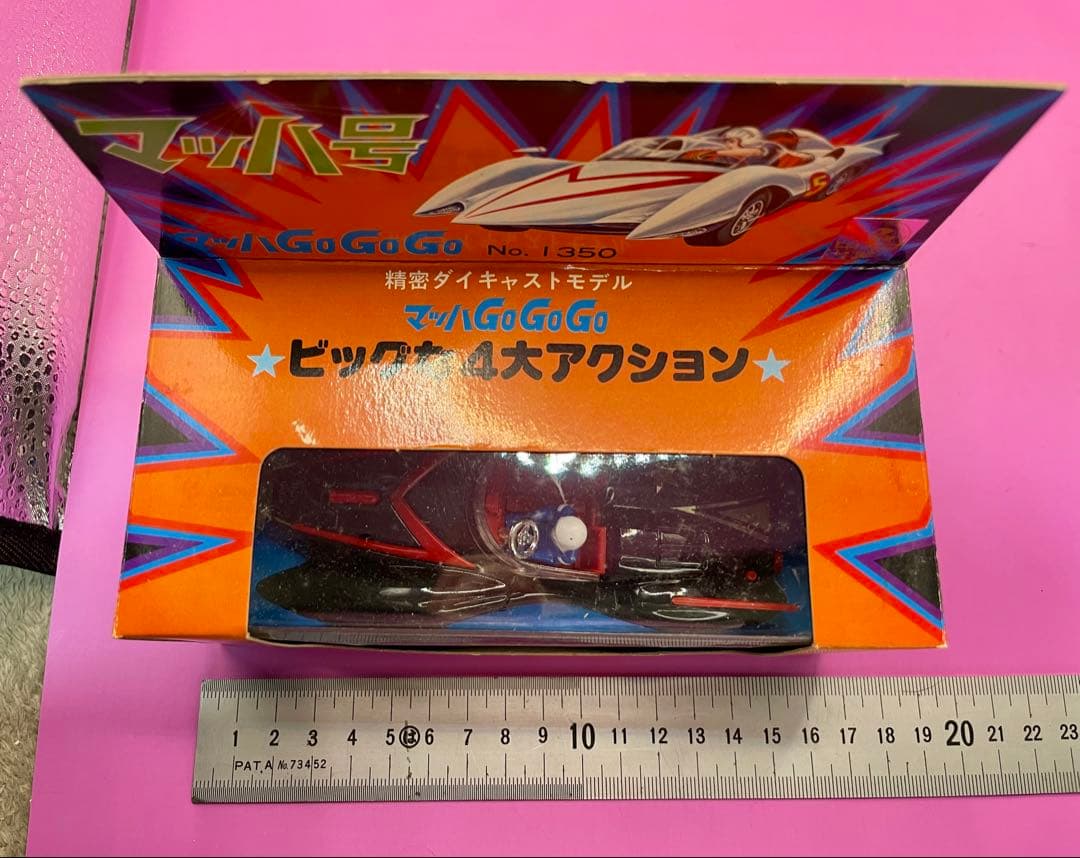 マッハ号
マッハGoGoGo No. 1350
5
精密ダイキャストモデル
マッハGoGoGo
★ビッグな4大アクション★
1 2 3 4 5 は 6 7 8 9 10 11 12 13 14 15 16 17 18 19 20 21 22 23
PAT.A No.73452